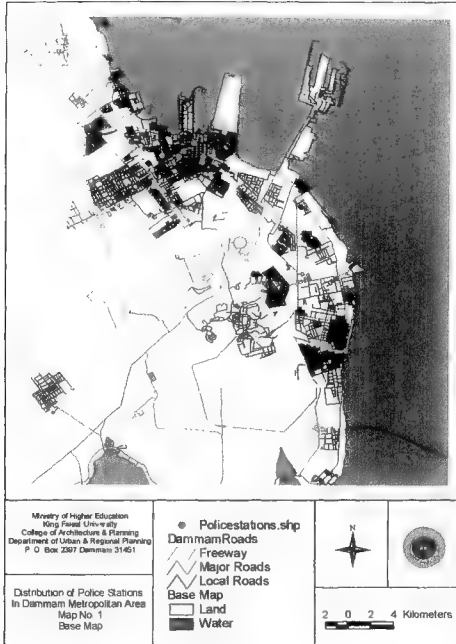 Ministry of Higher Education
King Faisal University
College of Architecture & Planning
Department of Urban & Regional Planning
P O Box 2397 Dammam 31451
Distribution of Police Stations
In Dammam Metropolitan Area
Map No 1
Base Map
Policestations.shp
DammamRoads
Freeway
Major Roads
Local Roads
Base Map
Land
Water
N
2 0 2 4 Kilometers